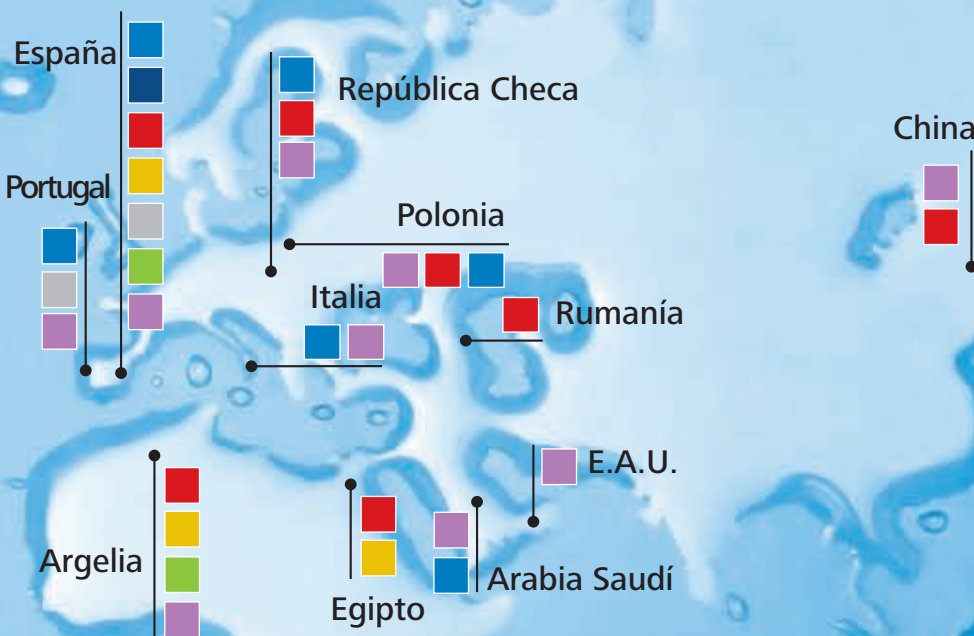 España
República Checa
China
Portugal
Polonia
Italia
Rumanía
E.A.U.
Argelia
Arabia Saudí
Egipto